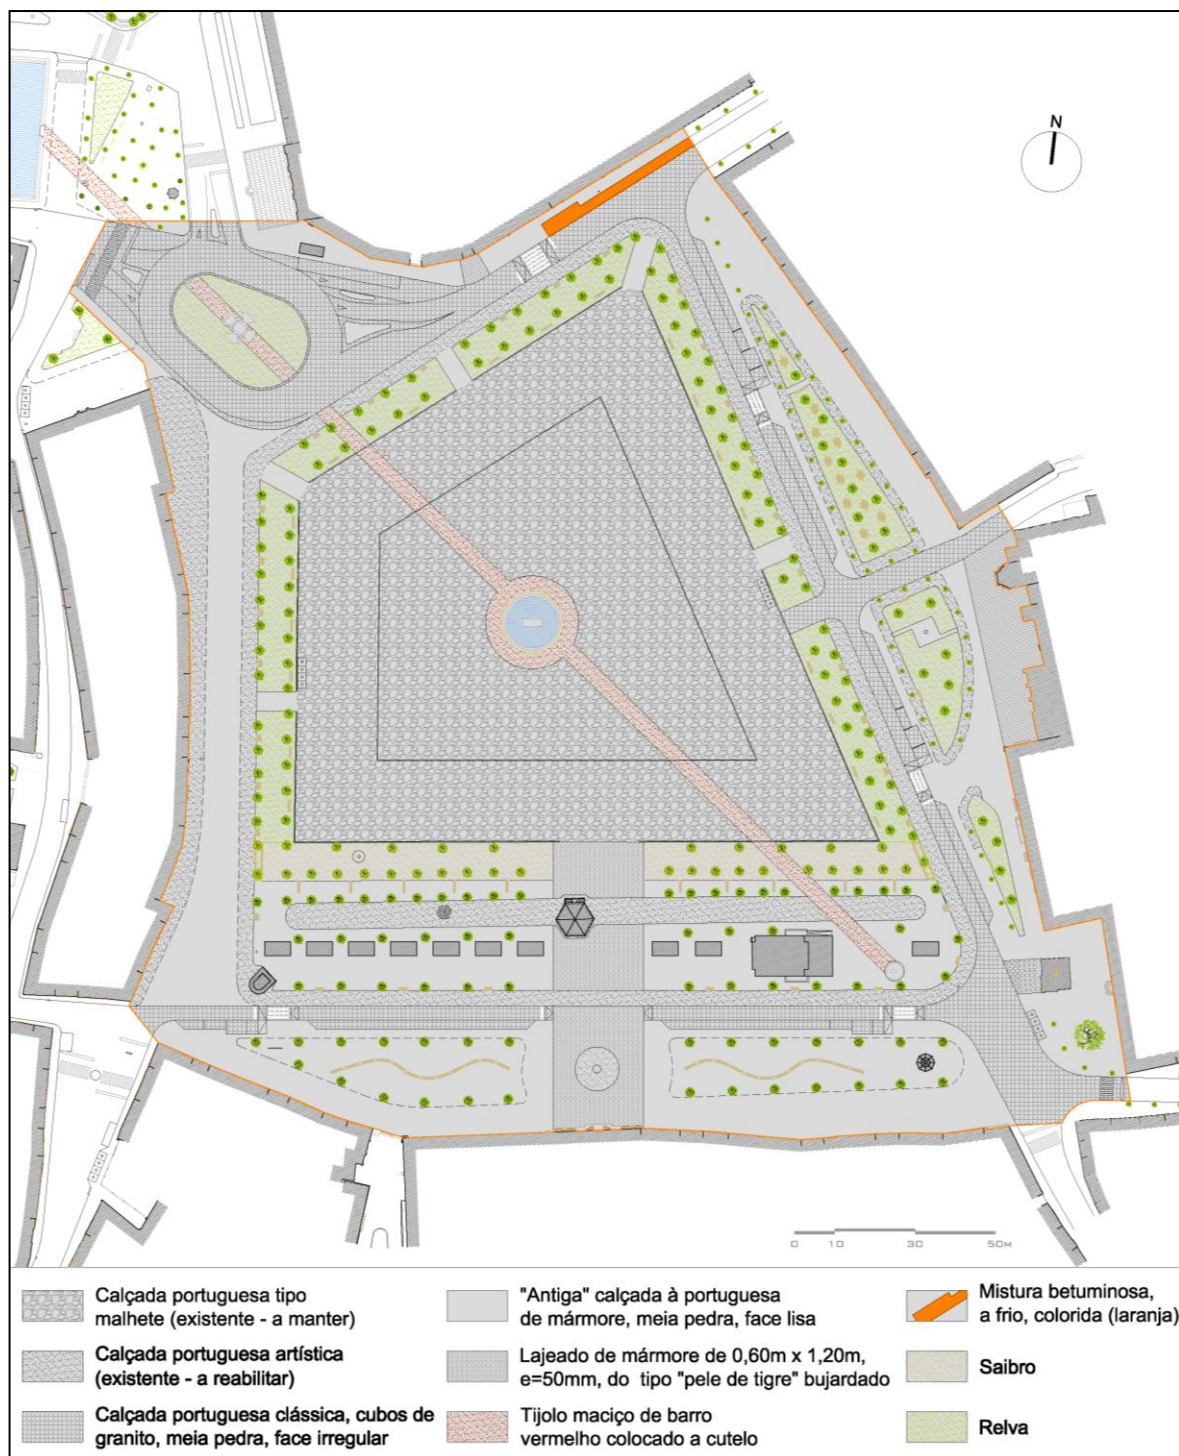 N
0 10 30 50M
Calçada portuguesa tipo
malhete (existente - a manter)
Calçada portuguesa artística
(existente - a reabilitar)
Calçada portuguesa clássica, cubos de
granito, meia pedra, face irregular
"Antiga" calçada à portuguesa
de mármore, meia pedra, face lisa
Lajeado de mármore de 0,60m x 1,20m,
e=50mm, do tipo "pele de tigre" bujardado
Tijolo maciço de barro
vermelho colocado a cutelo
Mistura betuminosa,
a frio, colorida (laranja)
Saibro
Relva